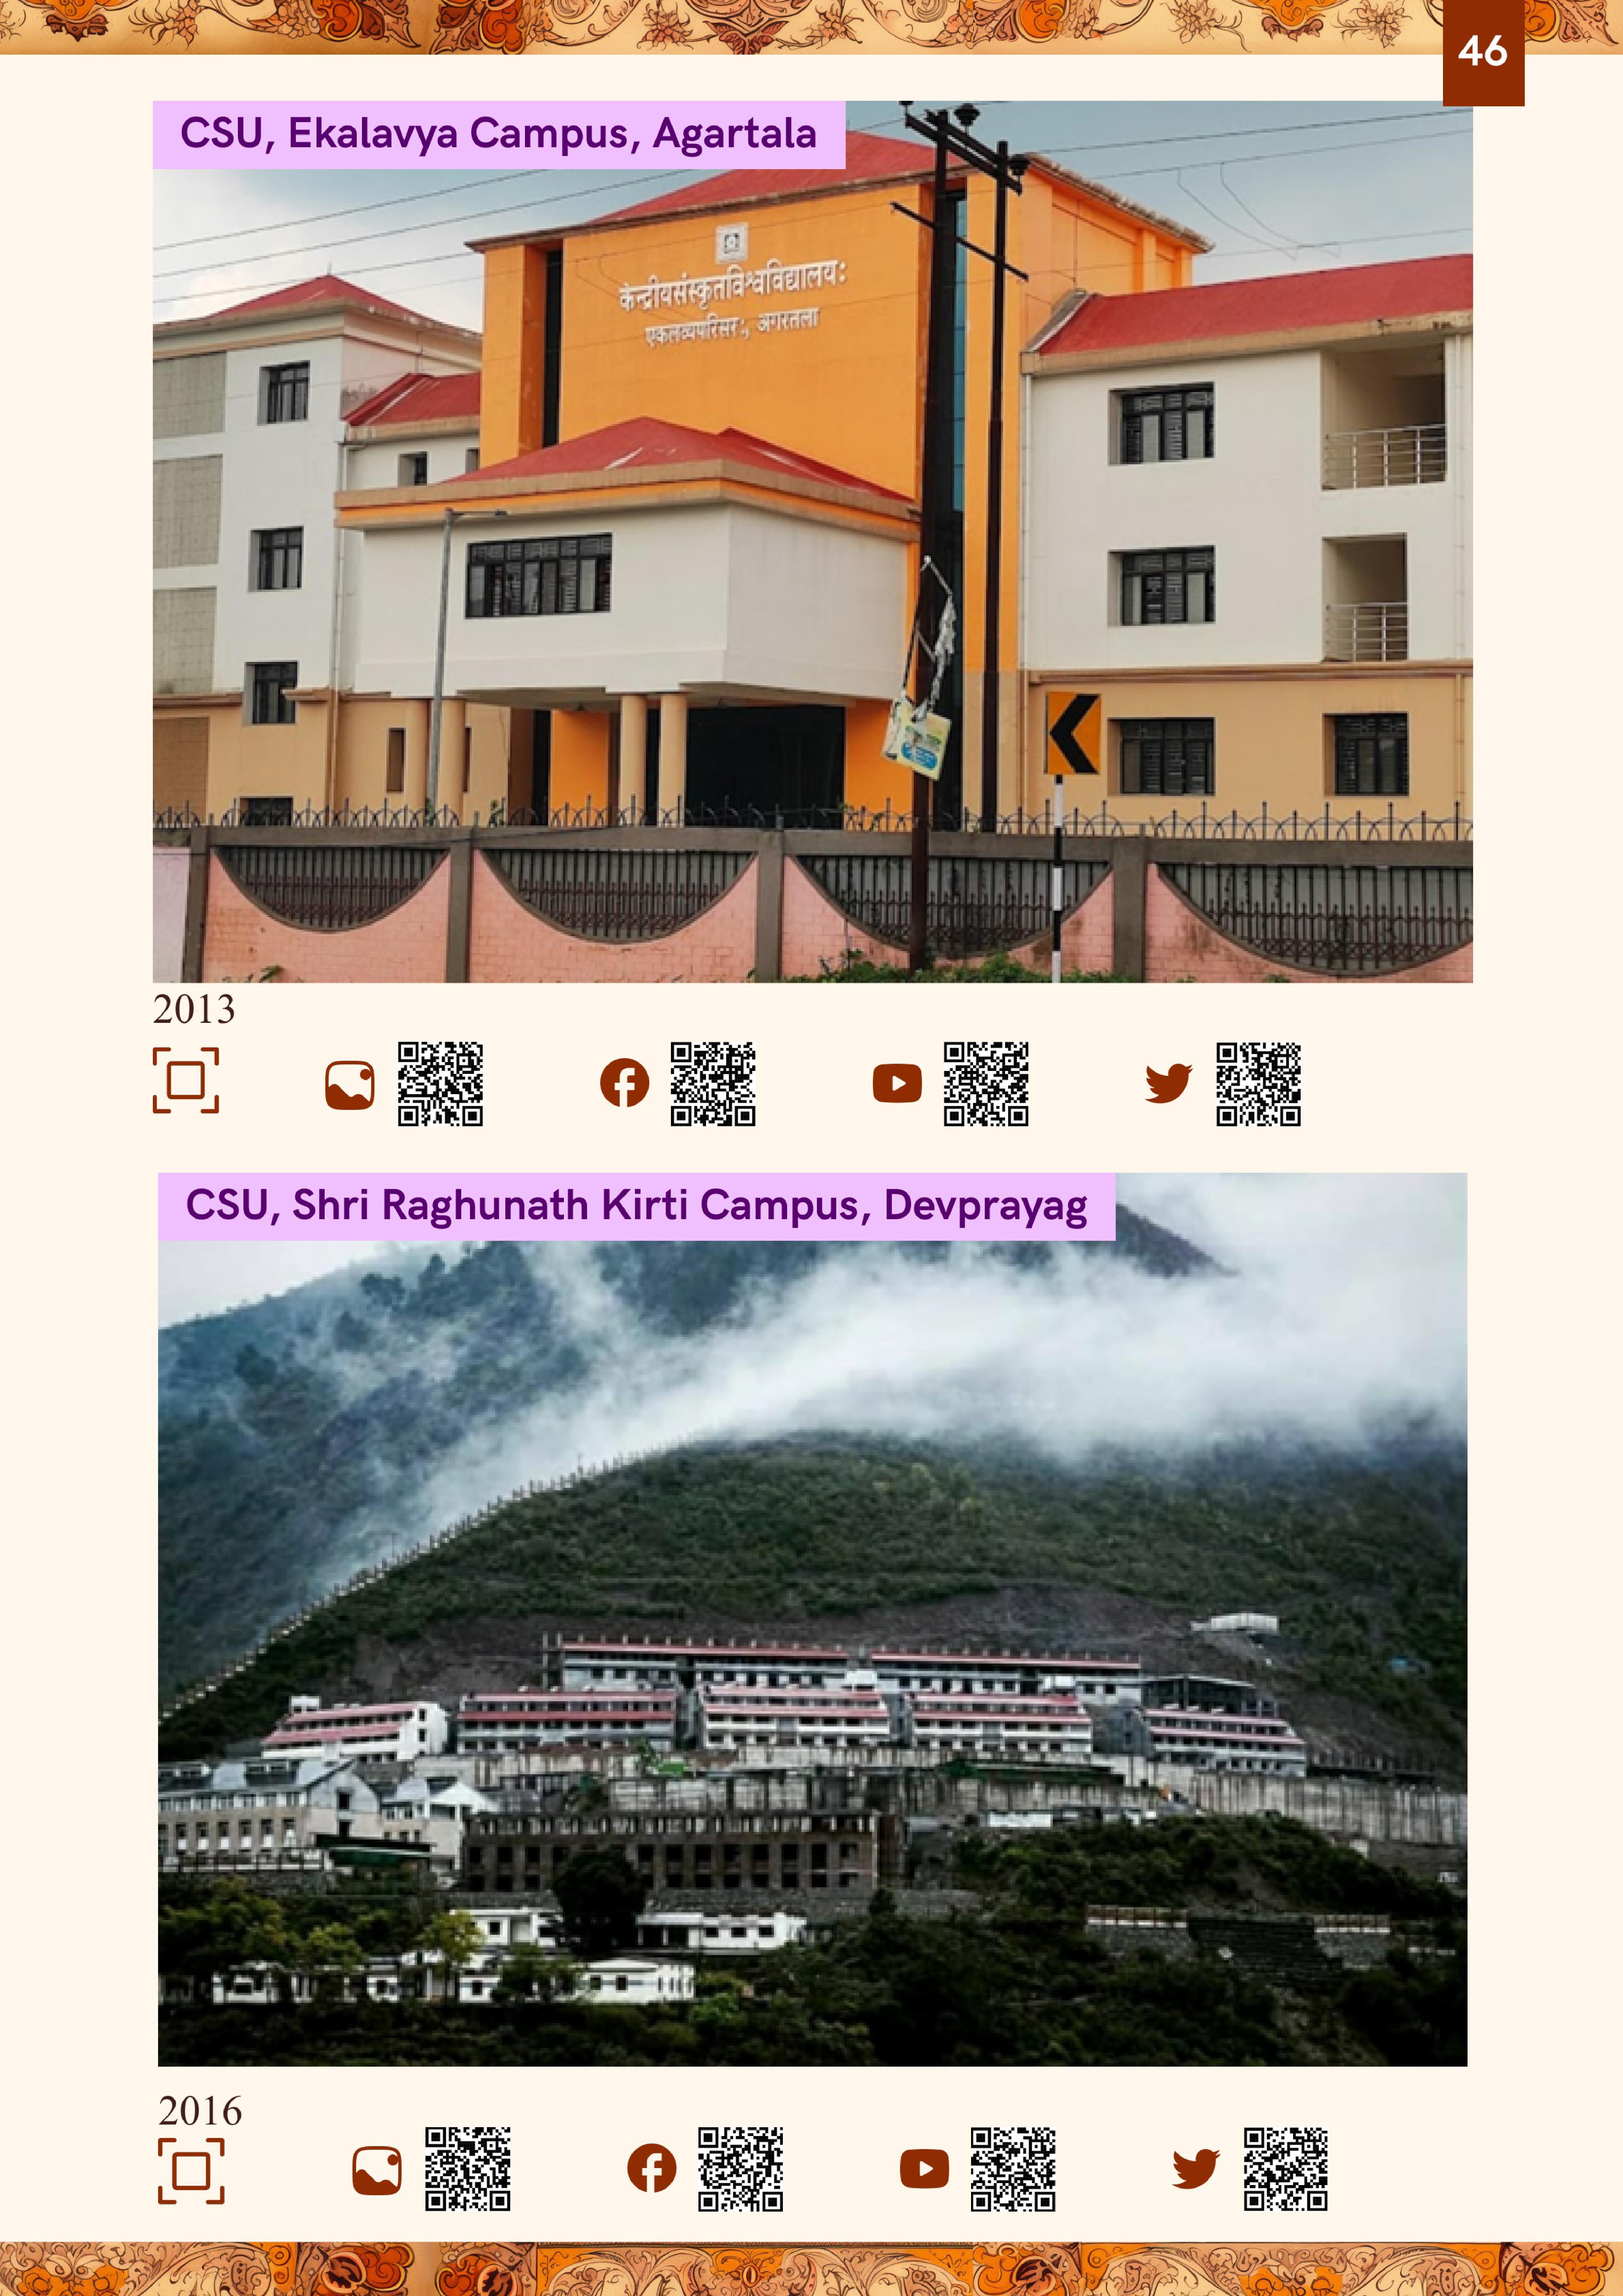 46
CSU, Ekalavya Campus, Agartala
केन्द्रीयसंस्कृतविश्वविद्यालय:
एकलव्यपरिसर:, अगरतला
2013
CSU, Shri Raghunath Kirti Campus, Devprayag
2016